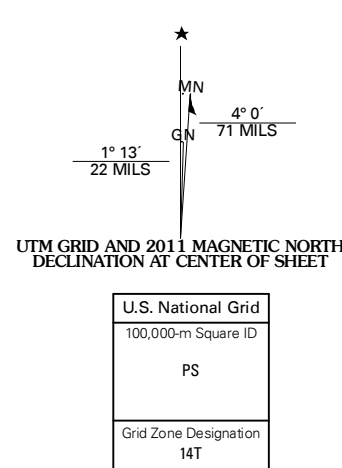 ★
MN
GN
4° 0´
71 MILS
1° 13´
22 MILS
UTM GRID AND 2011 MAGNETIC NORTH
DECLINATION AT CENTER OF SHEET
U.S. National Grid
100,000-m Square ID
PS
Grid Zone Designation
14T